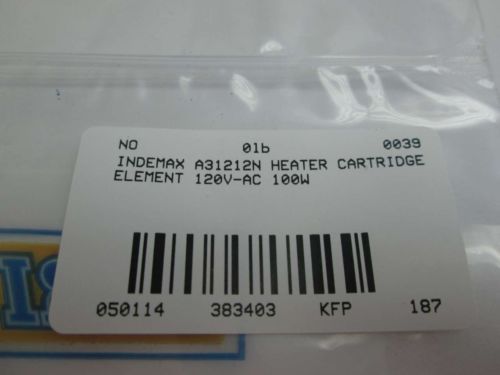 NO 01b 0039
INDEMAX A31212N HEATER CARTRIDGE
ELEMENT 120V-AC 100W
050114 383403 KFP 187